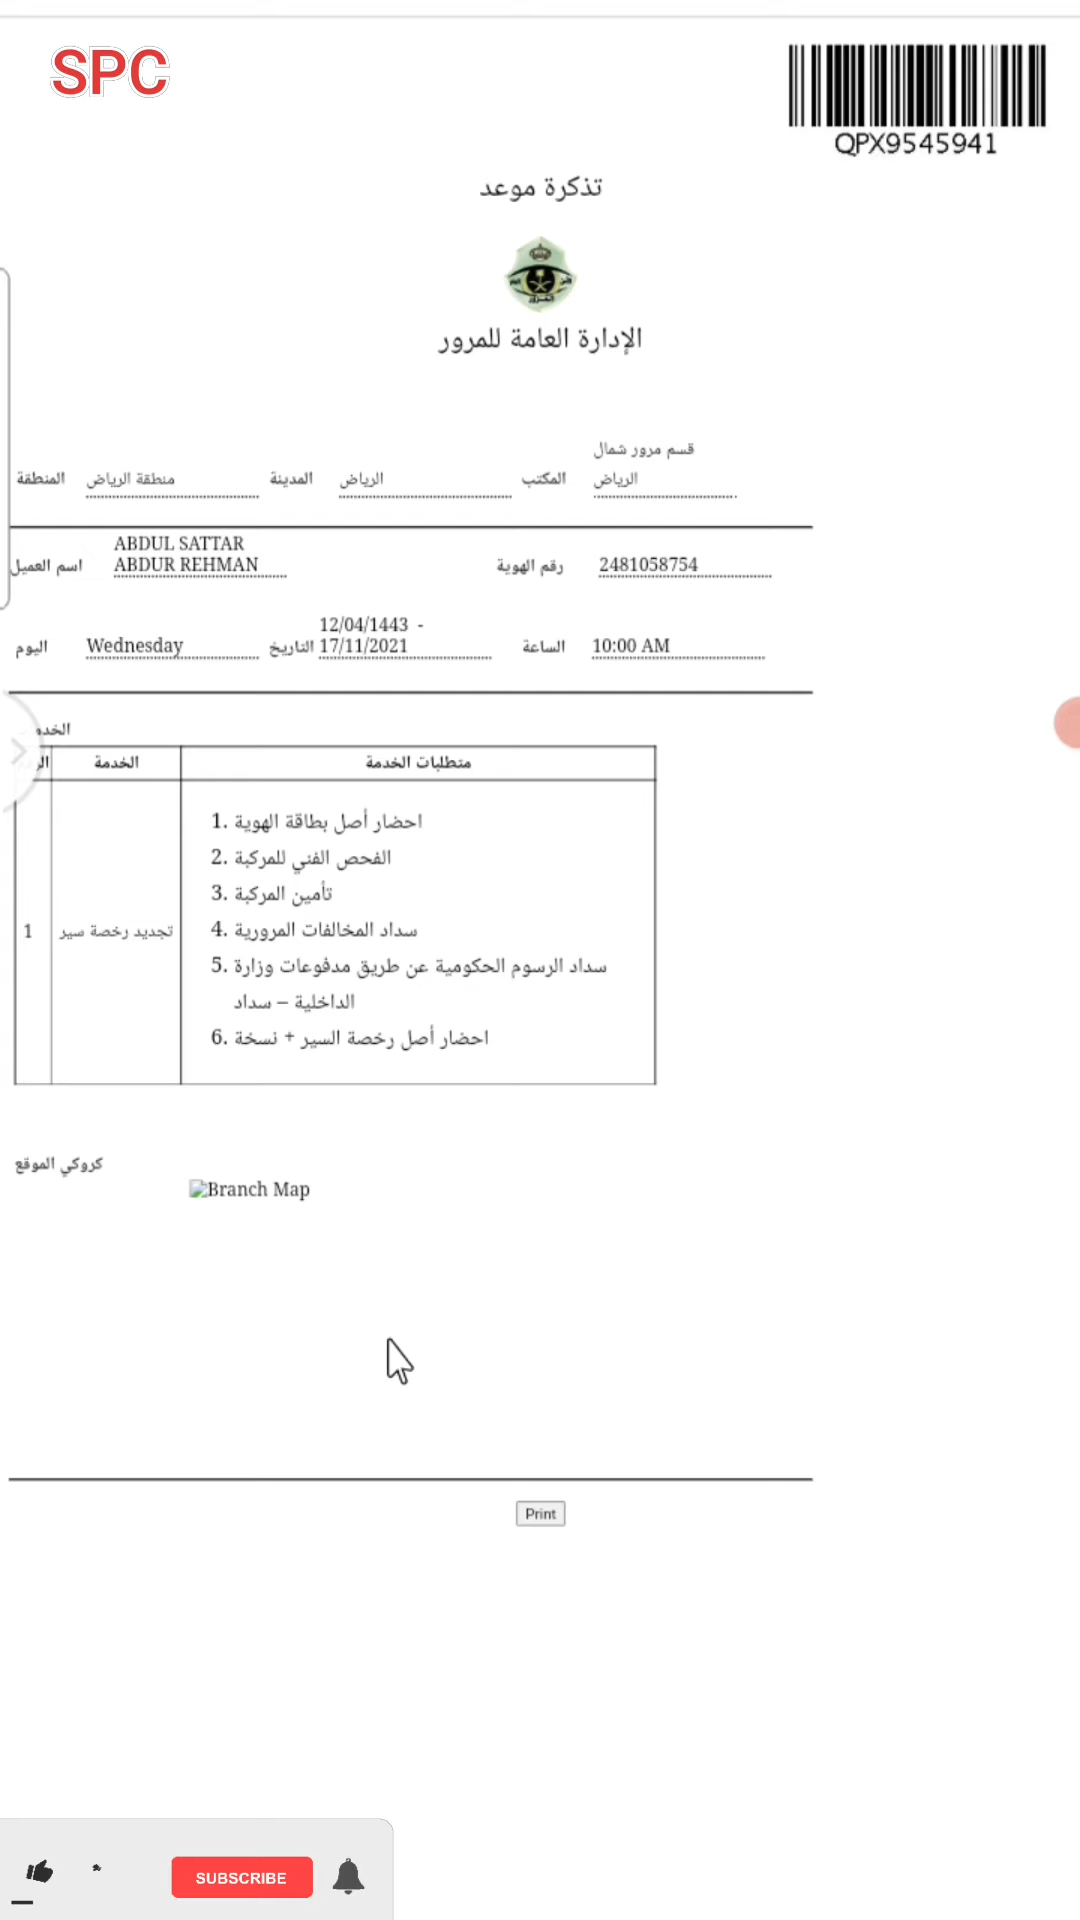 SPC
QPX9545941
تذكرة موعد
الإدارة العامة للمرور
المنطقة منطقة الرياض المدينة الرياض المكتب قسم مرور شمال
الرياض
اسم العميل ABDUL SATTAR
ABDUR REHMAN رقم الهوية 2481058754
اليوم Wednesday التاريخ 12/04/1443 -
17/11/2021 الساعة 10:00 AM
الخدمة متطلبات الخدمة
1 تجديد رخصة سير
1. احضار أصل بطاقة الهوية
2. الفحص الفني للمركبة
3. تأمين المركبة
4. سداد المخالفات المرورية
5. سداد الرسوم الحكومية عن طريق مدفوعات وزارة
الداخلية – سداد
6. احضار أصل رخصة السير + نسخة
كروكي الموقع
Branch Map
Print
SUBSCRIBE